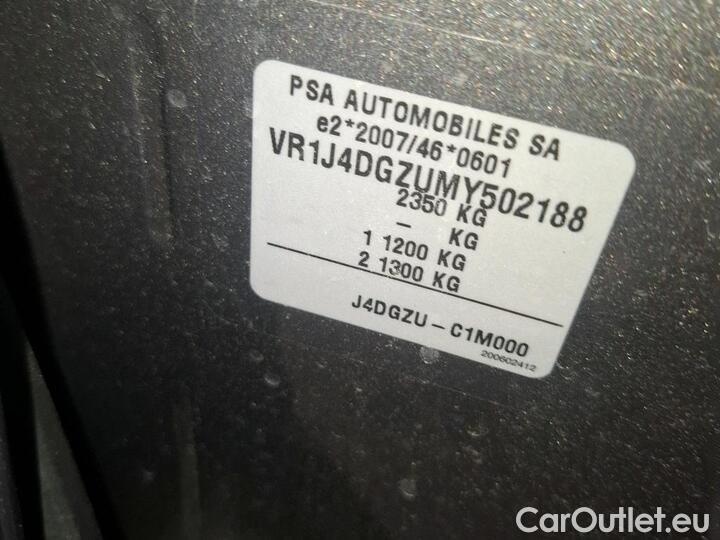 PSA AUTOMOBILES SA
e2*2007/46*0601
VR1J4DGZUMY502188
2350 KG
– KG
1 1200 KG
2 1300 KG
J4DGZU – C1M000
200602412
CarOutlet.eu